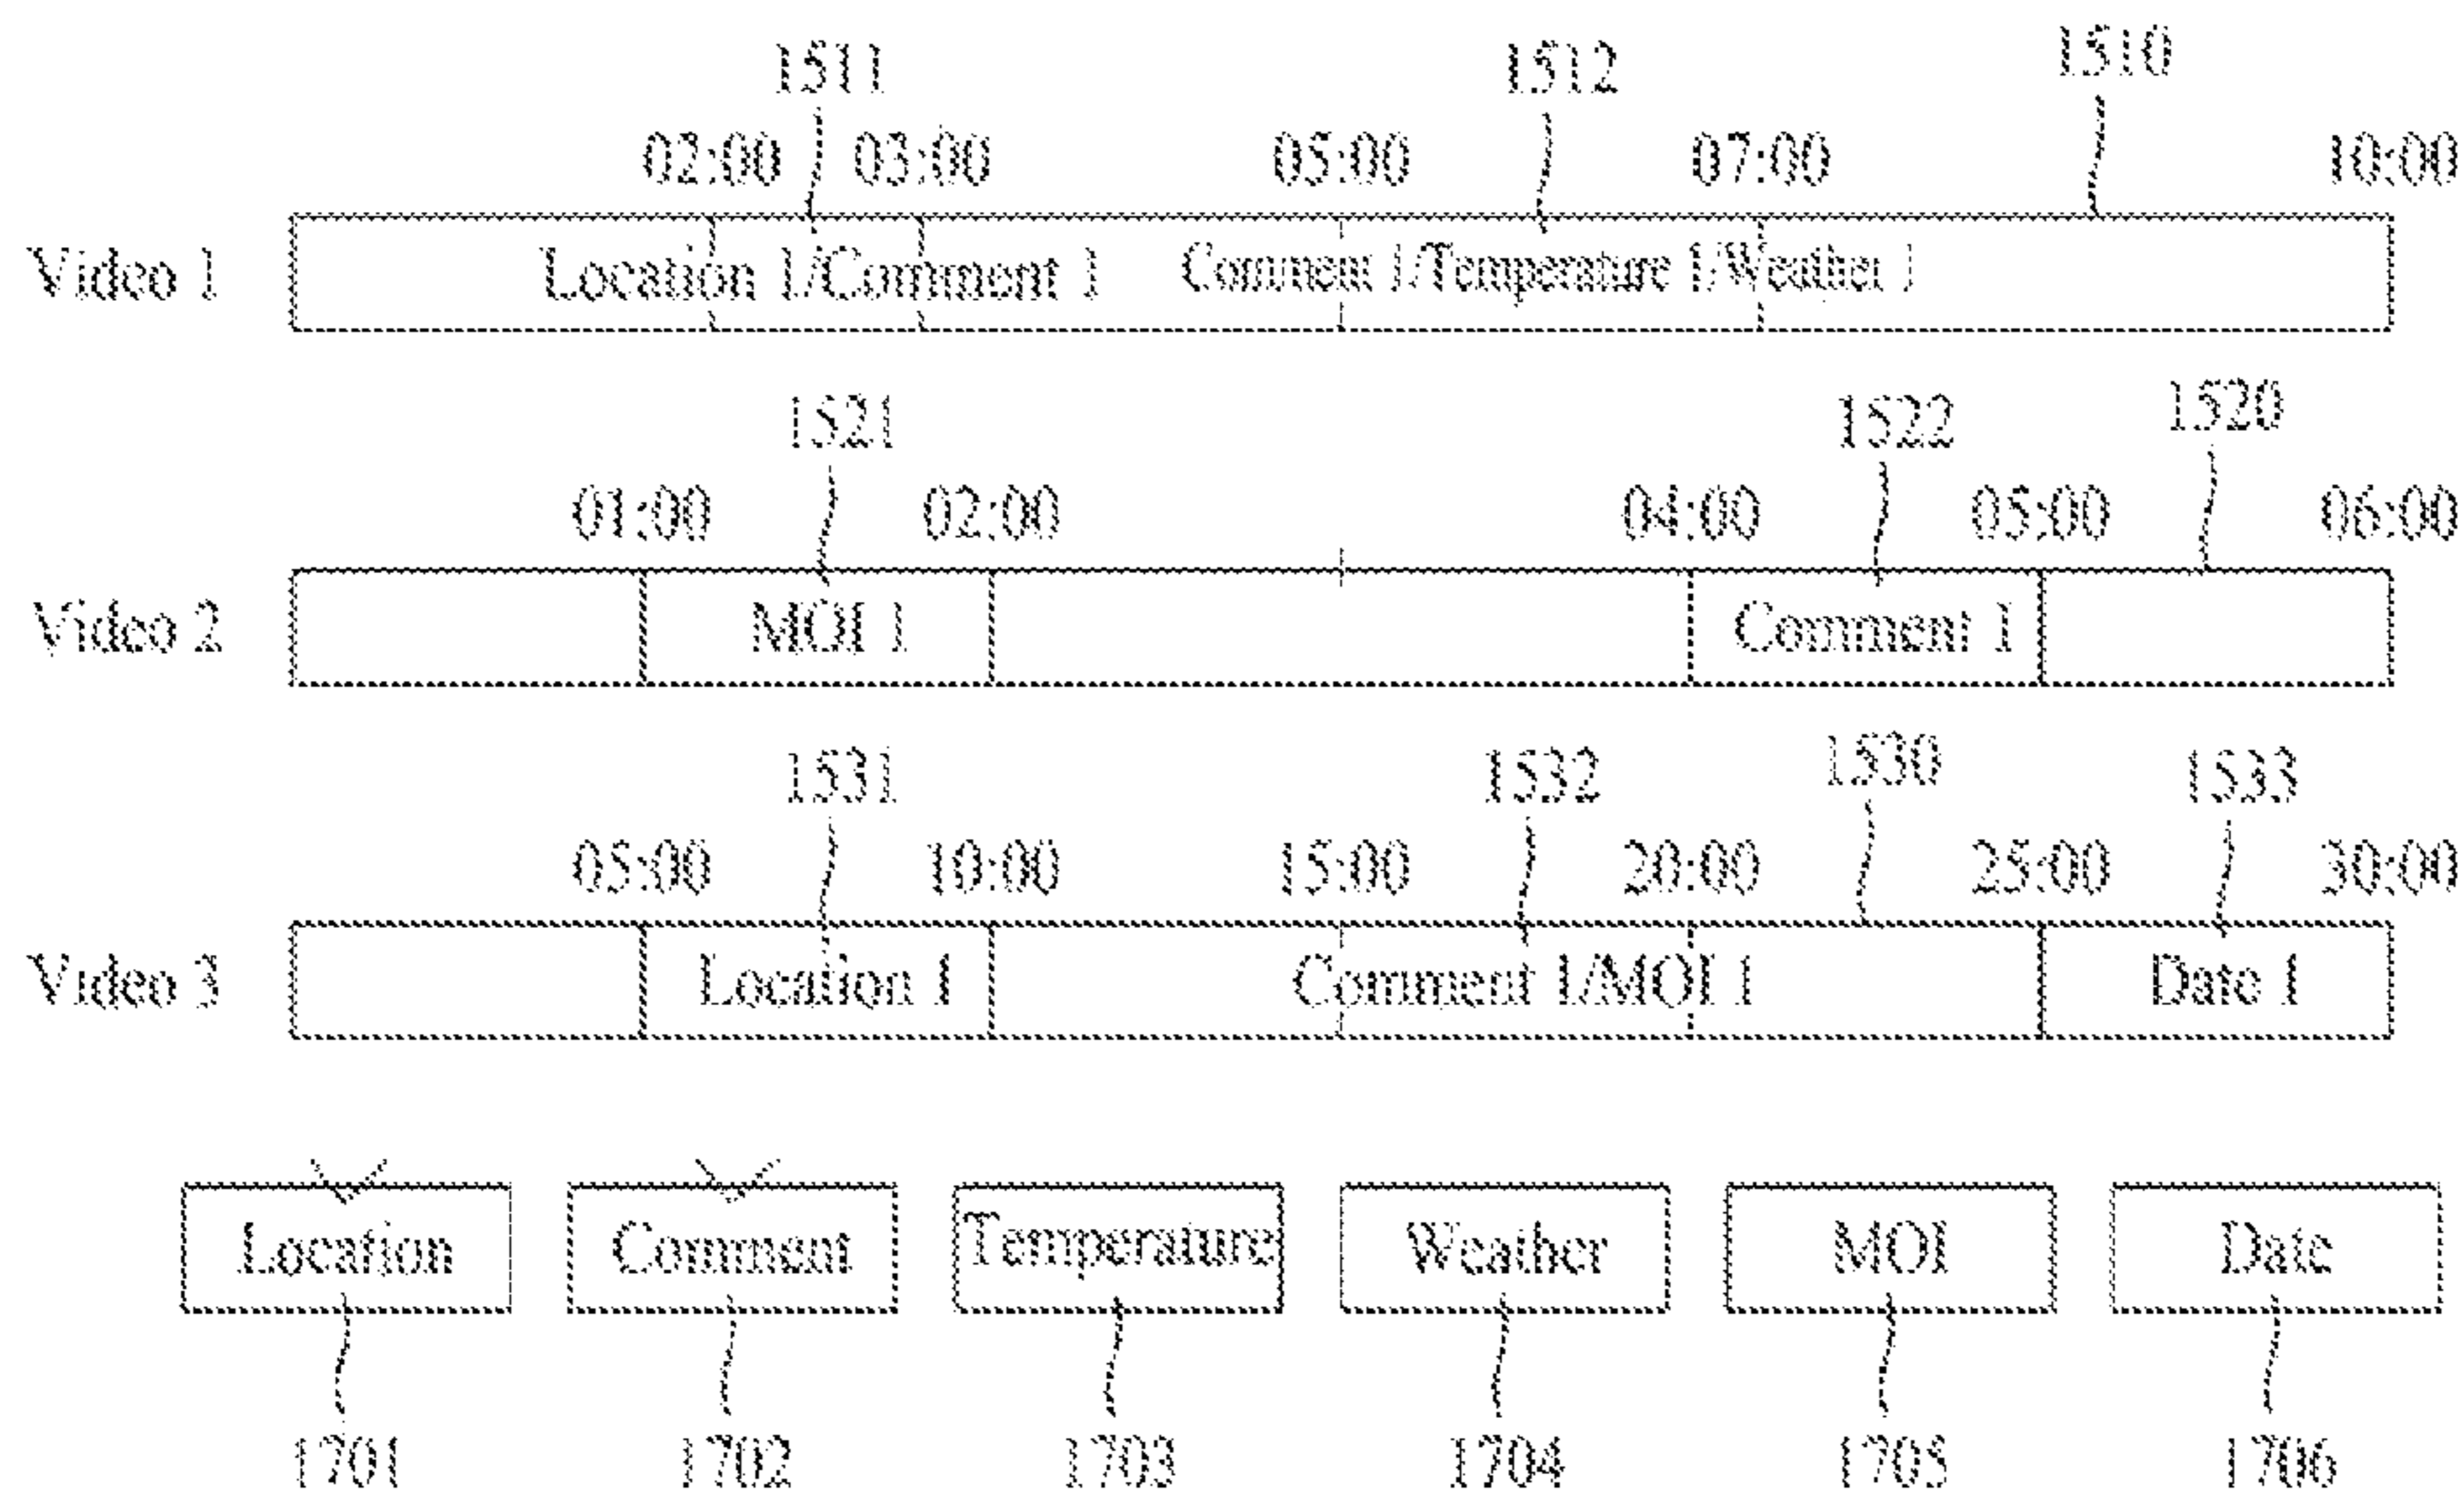 1511 1512 1510
02:00 03:00 05:00 07:00 10:00
Video 1 Location 1/Comment 1 Comment 1/Temperature 1/Weather 1
1521 1522 1520
01:00 02:00 04:00 05:00 06:00
Video 2 MOI 1 Comment 1
1531 1532 1530 1533
05:00 10:00 15:00 20:00 25:00 30:00
Video 3 Location 1 Comment 1/MOI 1 Date 1
Location Comment Temperature Weather MOI Date
1701 1702 1703 1704 1705 1706